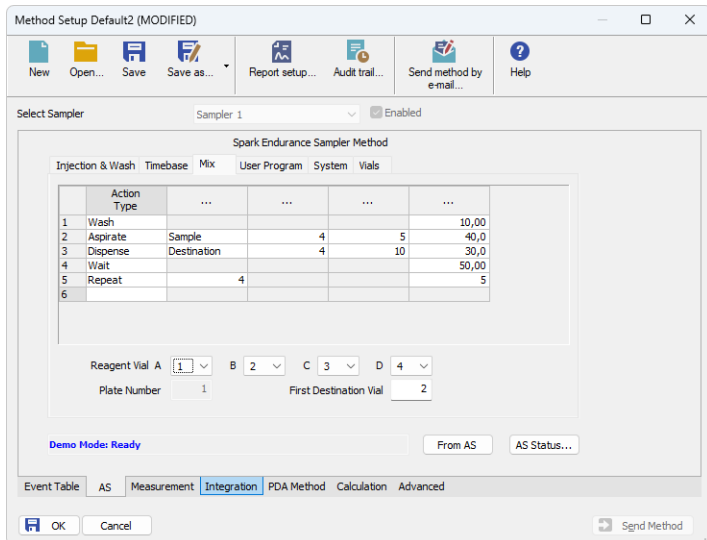 Method Setup Default2 (MODIFIED)
New Open... Save Save as... Report setup... Audit trail... Send method by e-mail... Help
Select Sampler Sampler 1 Enabled
Spark Endurance Sampler Method
Injection & Wash Timebase Mix User Program System Vials
Action Type ... ... ... ...
1 Wash 10,00
2 Aspirate Sample 4 5 40,0
3 Dispense Destination 4 10 30,0
4 Wait 50,00
5 Repeat 4 5
6
Reagent Vial A 1 B 2 C 3 D 4
Plate Number 1 First Destination Vial 2
Demo Mode: Ready From AS AS Status...
Event Table AS Measurement Integration PDA Method Calculation Advanced
OK Cancel Send Method